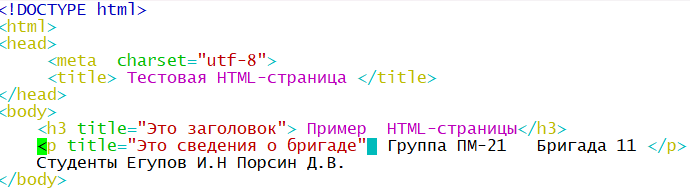 <!DOCTYPE html>
<html>
<head>
<meta  charset="utf-8">
<title> Тестовая HTML-страница </title>
</head>
<body>
<h3 title="Это заголовок"> Пример  HTML-страницы</h3>
<p title="Это сведения о бригаде"  Группа ПМ-21   Бригада 11 </p>
Студенты Егупов И.Н Порсин Д.В.
</body>